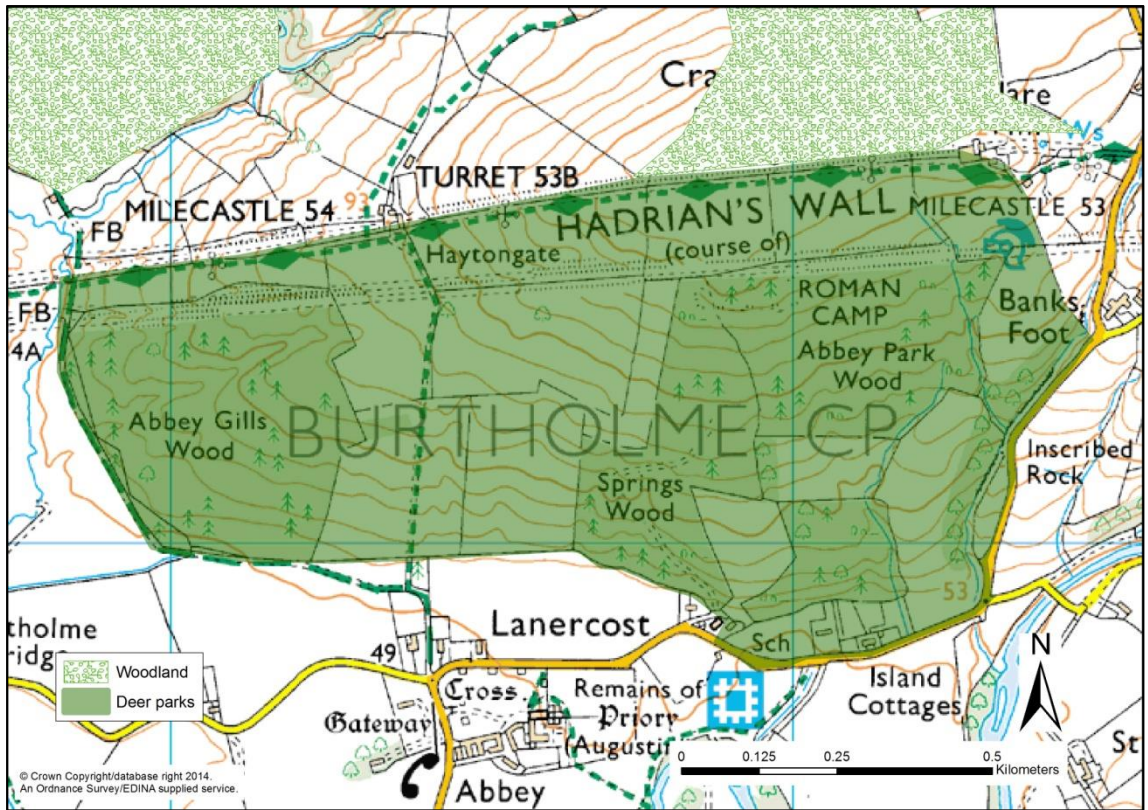 Cra
lare
Ws
TURRET 53B
93
MILECASTLE 54
FB
HADRIAN'S WALL
MILECASTLE 53
(course of)
Haytongate
ROMAN
CAMP
Banks
Foot
FB
4A
Abbey Park
Wood
Abbey Gills
Wood
BURTHOLME CP
Inscribed
Rock
Springs
Wood
53
Lanercost
Sch
tholme
ridge
49
Woodland
Deer parks
Cross
Gateway
Remains of
Priory
(Augustin
Island
Cottages
N
St
0 0.125 0.25 0.5
Kilometers
Abbey
© Crown Copyright/database right 2014.
An Ordnance Survey/EDINA supplied service.